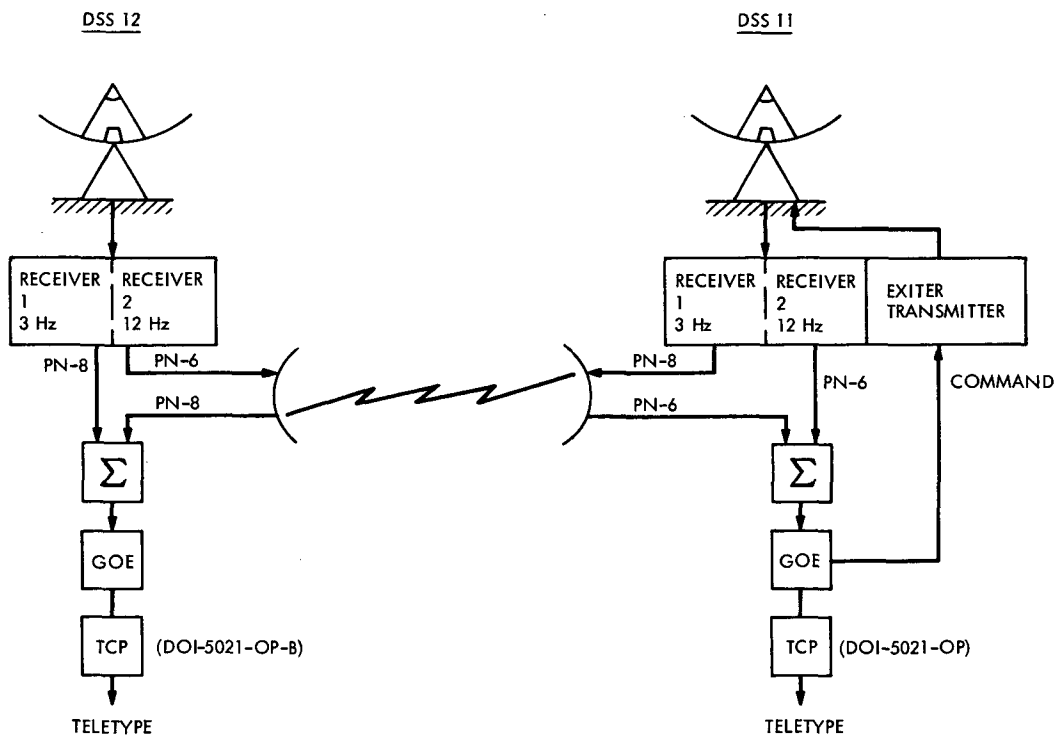 DSS 12
DSS 11
RECEIVER
1
3 Hz
RECEIVER
2
12 Hz
RECEIVER
1
3 Hz
RECEIVER
2
12 Hz
EXITER
TRANSMITTER
PN-8
PN-6
PN-8
PN-8
PN-6
PN-6
COMMAND
Σ
Σ
GOE
GOE
TCP
(DOI-5021-OP-B)
TCP
(DOI-5021-OP)
TELETYPE
TELETYPE